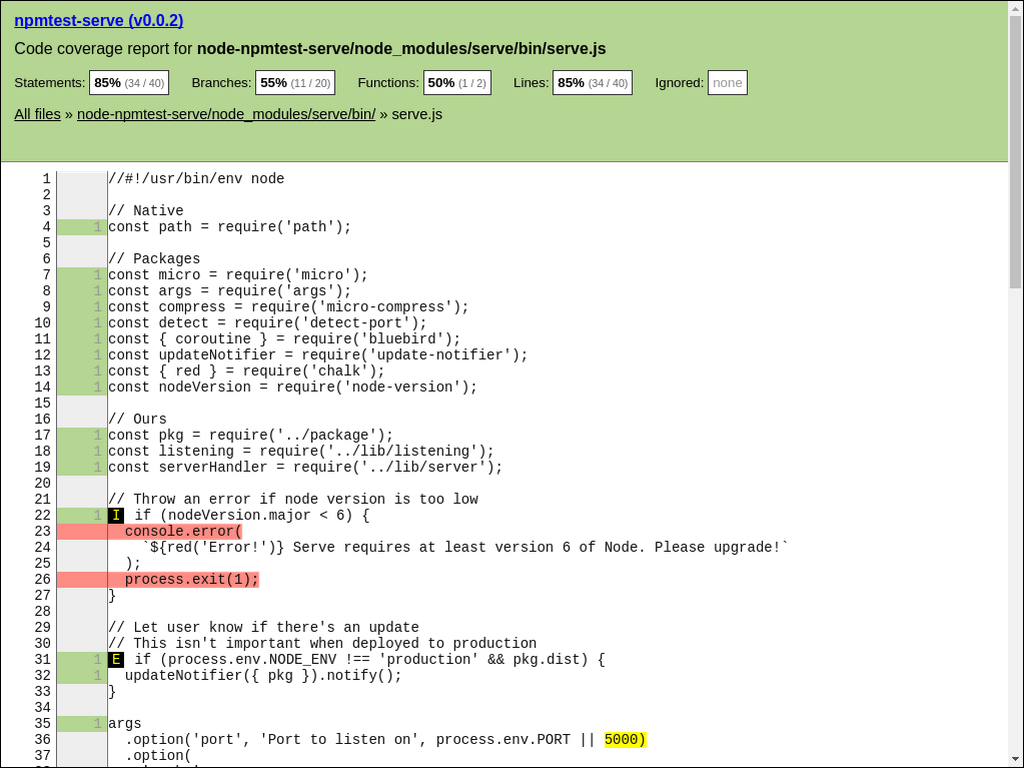 npmtest-serve (v0.0.2)
Code coverage report for node-npmtest-serve/node_modules/serve/bin/serve.js
Statements: 85% (34 / 40) Branches: 55% (11 / 20) Functions: 50% (1 / 2) Lines: 85% (34 / 40) Ignored: none
All files » node-npmtest-serve/node_modules/serve/bin/ » serve.js
1 //#!/usr/bin/env node
2
3 // Native
4 1 const path = require('path');
5
6 // Packages
7 1 const micro = require('micro');
8 1 const args = require('args');
9 1 const compress = require('micro-compress');
10 1 const detect = require('detect-port');
11 1 const { coroutine } = require('bluebird');
12 1 const updateNotifier = require('update-notifier');
13 1 const { red } = require('chalk');
14 1 const nodeVersion = require('node-version');
15
16 // Ours
17 1 const pkg = require('../package');
18 1 const listening = require('../lib/listening');
19 1 const serverHandler = require('../lib/server');
20
21 // Throw an error if node version is too low
22 1 I if (nodeVersion.major < 6) {
23 console.error(
24 `${red('Error!')} Serve requires at least version 6 of Node. Please upgrade!`
25 );
26 process.exit(1);
27 }
28
29 // Let user know if there's an update
30 // This isn't important when deployed to production
31 1 E if (process.env.NODE_ENV !== 'production' && pkg.dist) {
32 1 updateNotifier({ pkg }).notify();
33 }
34
35 1 args
36 .option('port', 'Port to listen on', process.env.PORT || 5000)
37 .option(